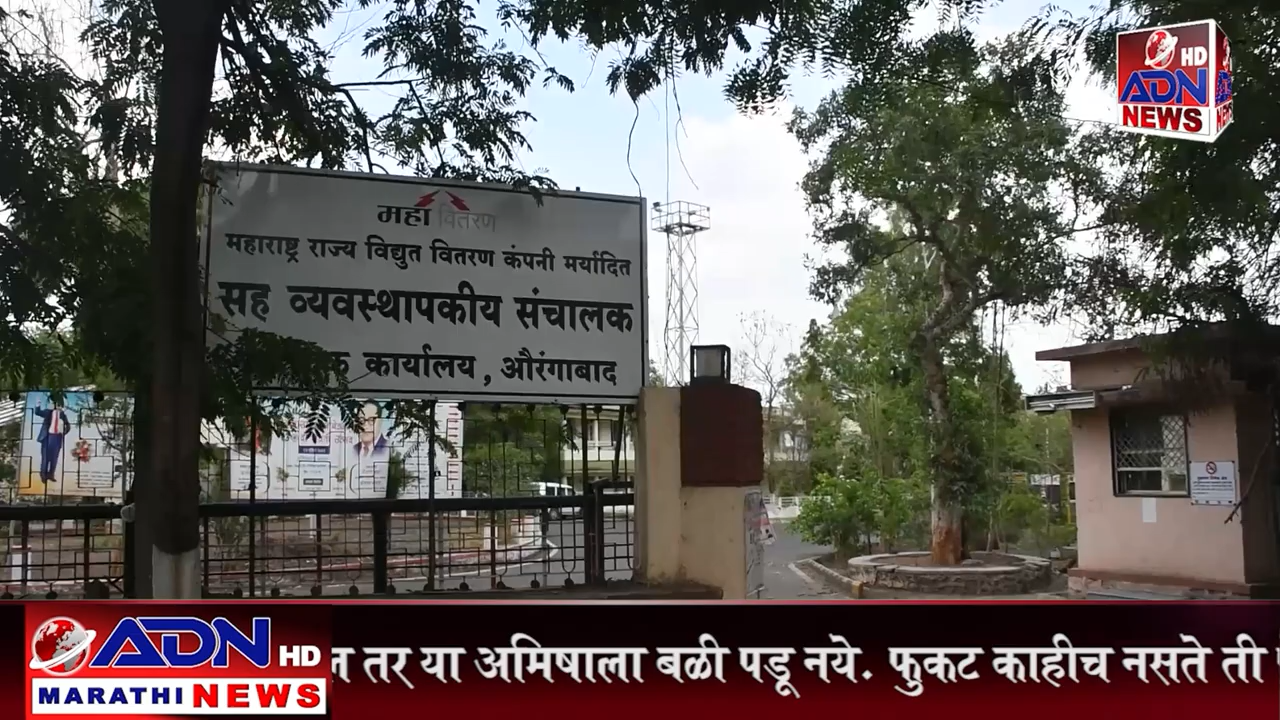 HD
ADN
NEWS
महावितरण
महाराष्ट्र राज्य विद्युत वितरण कंपनी मर्यादित
सह व्यवस्थापकीय संचालक
कार्यालय, औरंगाबाद
ADN HD
MARATHI NEWS
तर या अमिषाला बळी पडू नये. फुकट काहीच नसते ती